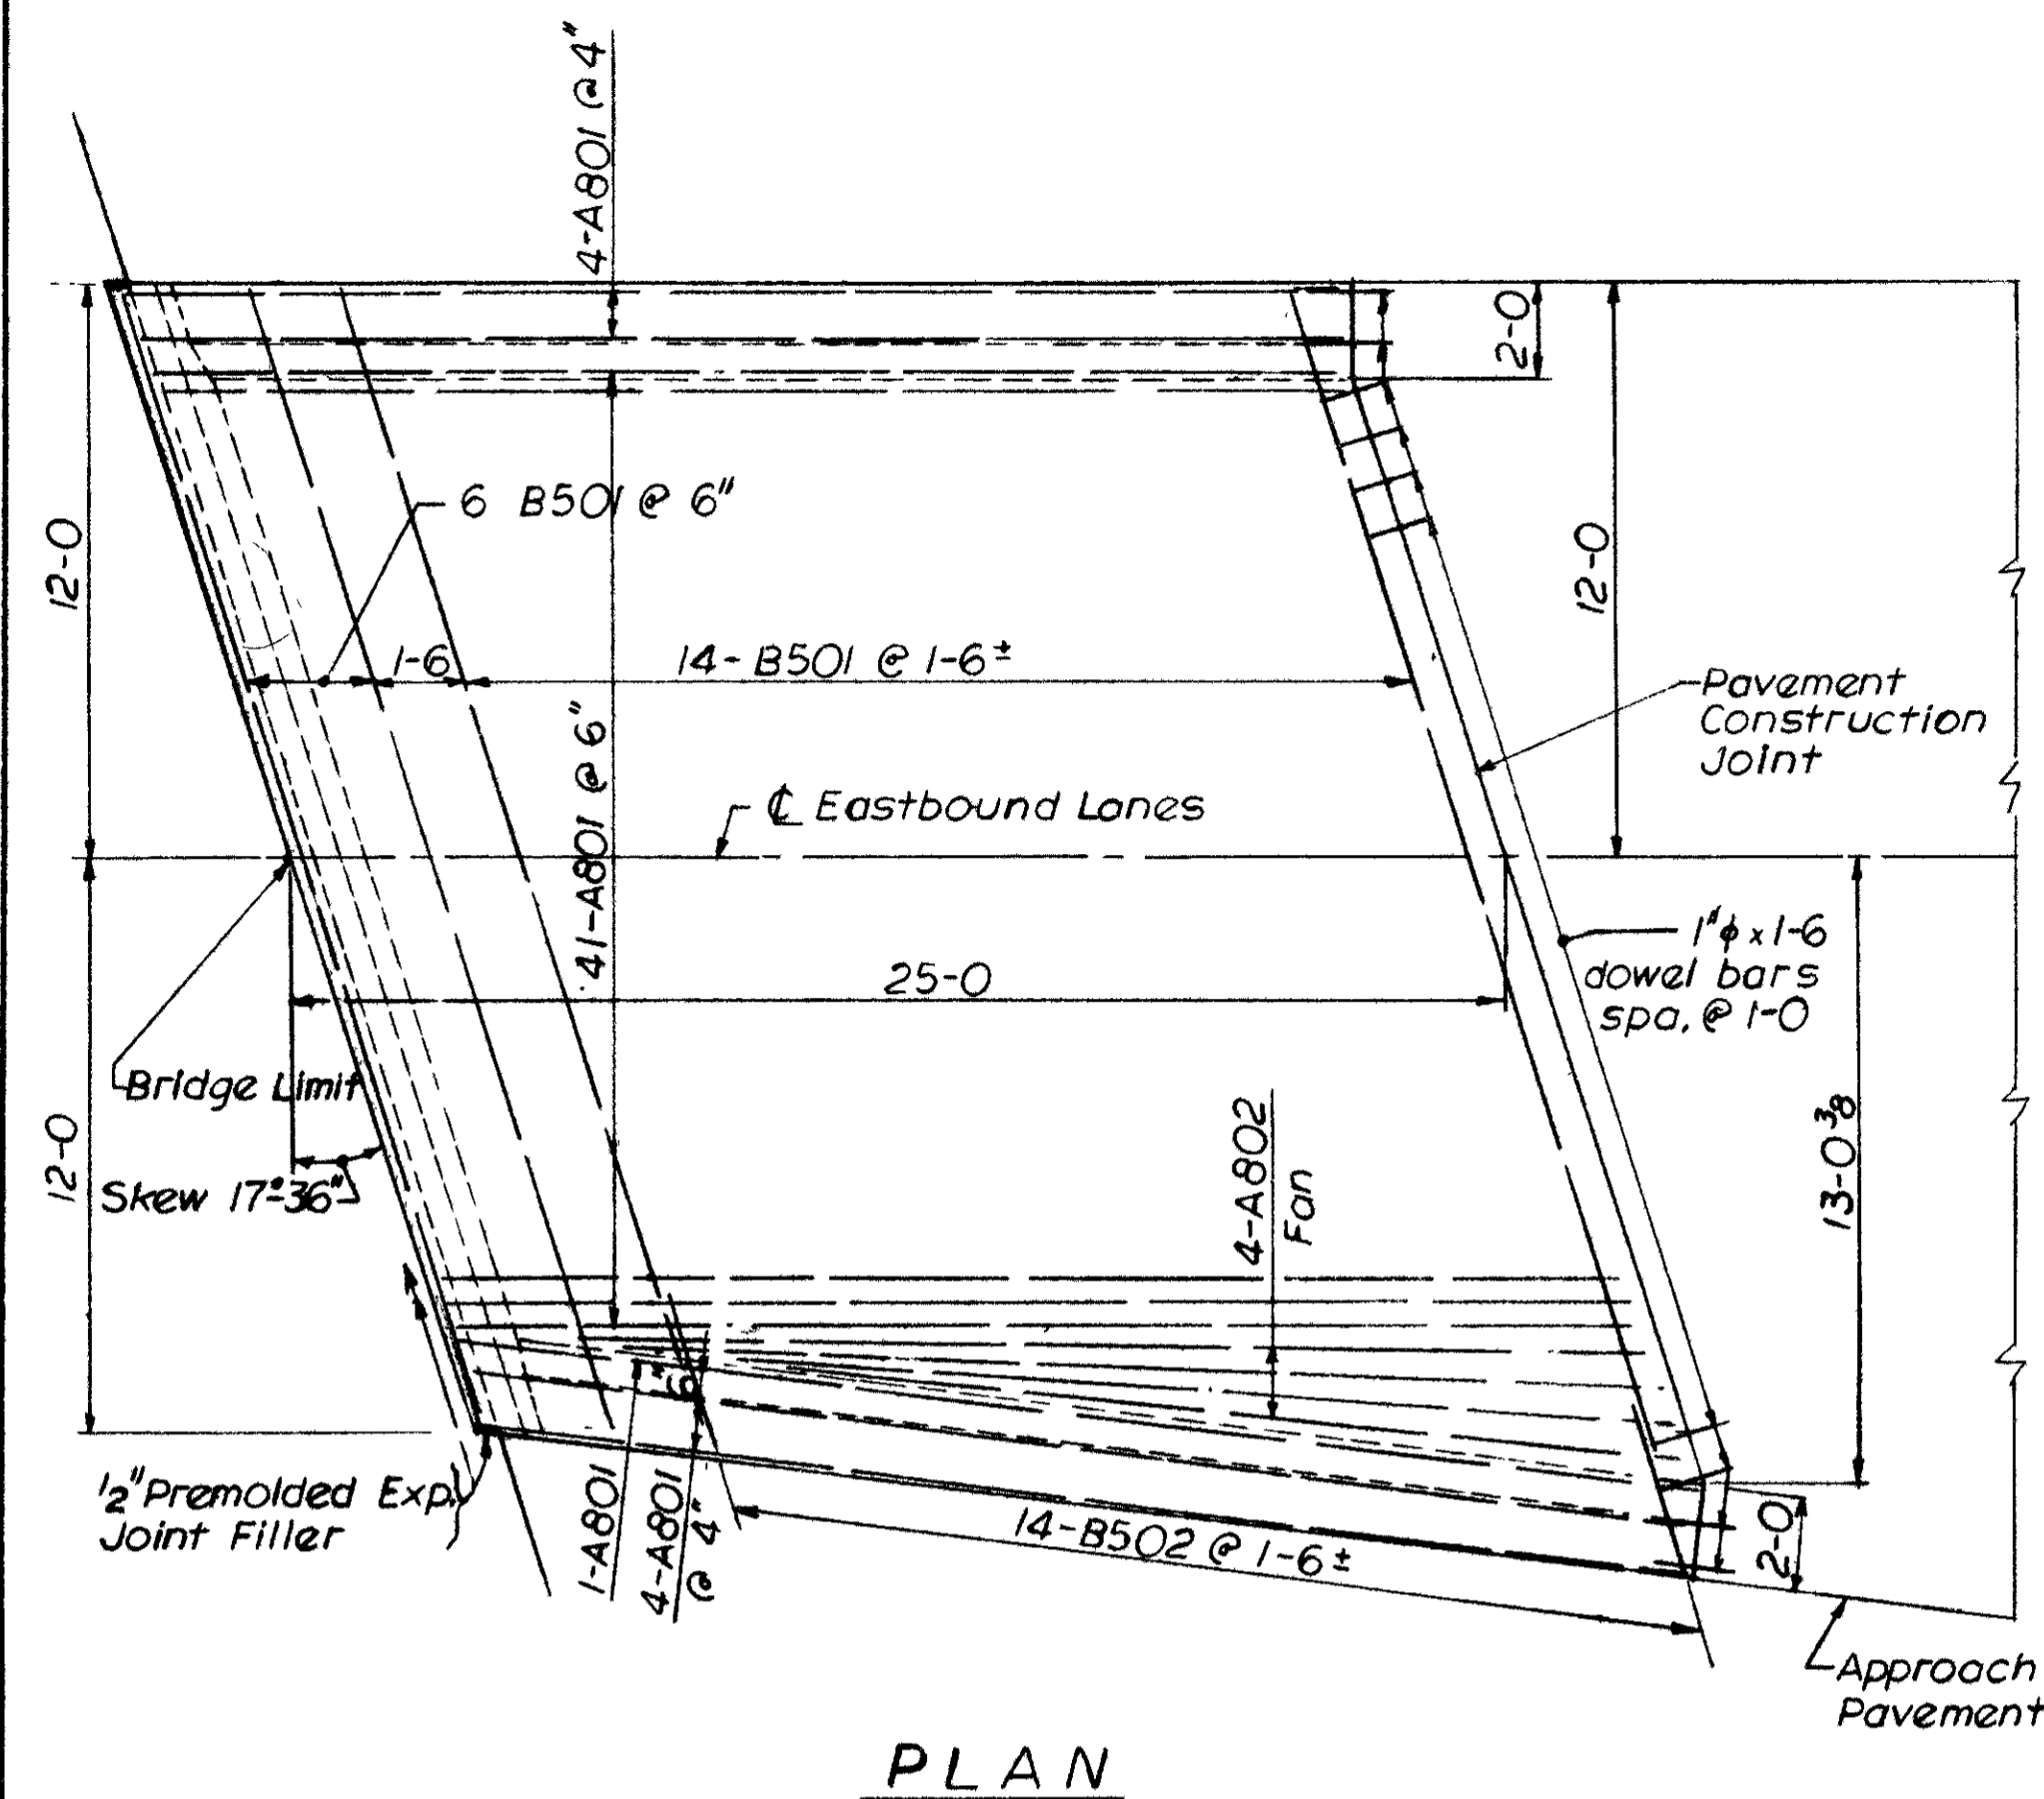 4-A801 @ 4"
2-0
12-0
6 B501 @ 6"
12-0
1-6
14-B501 @ 1-6±
Pavement
Construction
Joint
41-A801 @ 6"
℄ Eastbound Lanes
1"ϕ x 1-6
dowel bars
spa. @ 1-0
25-0
Bridge Limit
12-0
Skew 17°-36"
4-A802
Fan
13-0⅜
6"
½" Premolded Exp.
Joint Filler
1-A801
4-A801
@ 4"
14-B502 @ 1-6±
2-0
Approach
Pavement
PLAN